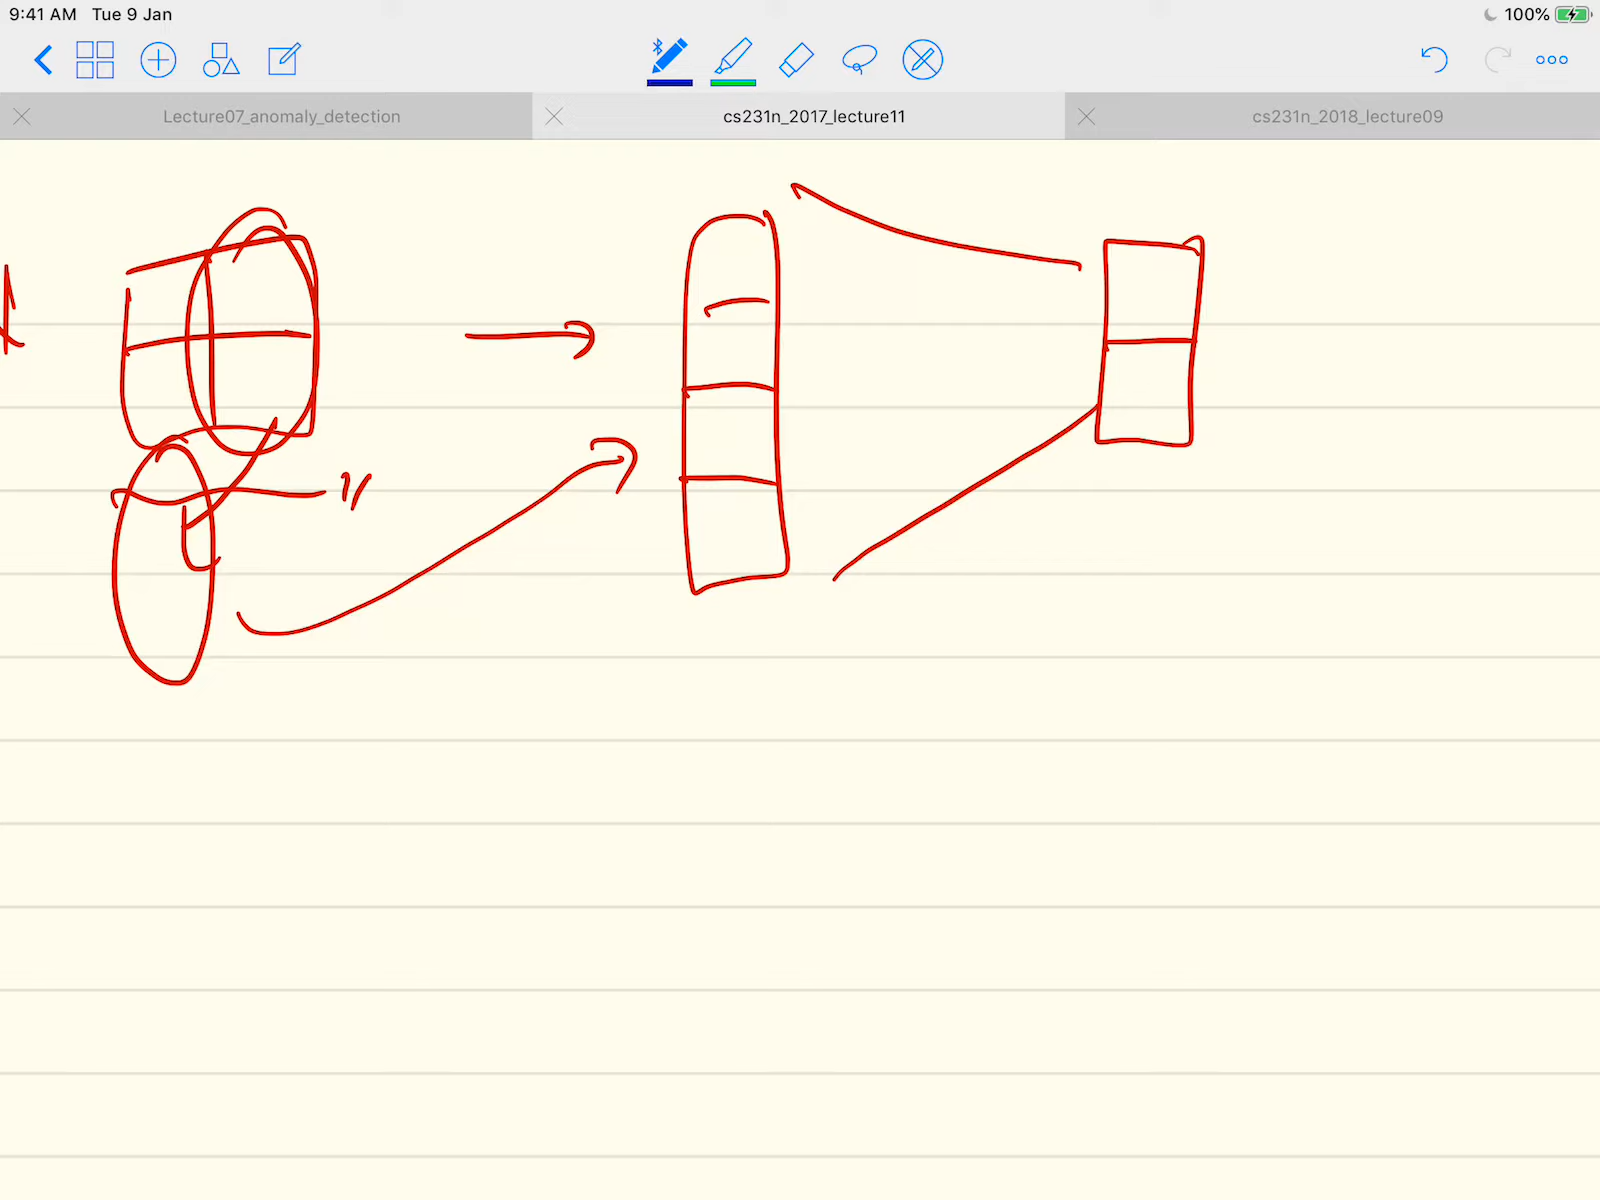 9:41 AM Tue 9 Jan 100%
Lecture07_anomaly_detection cs231n_2017_lecture11 cs231n_2018_lecture09